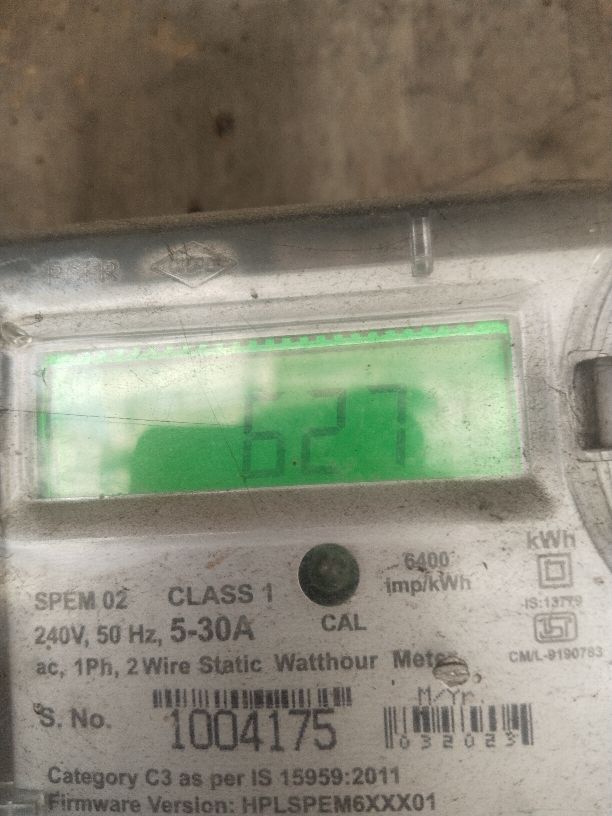 627
kWh
6400
imp/kWh
SPEM 02 CLASS 1
IS:13779
240V, 50 Hz, 5-30A CAL
CM/L-9190783
ac, 1Ph, 2 Wire Static Watthour Meter
M/Yr.
S. No. 1004175
032023
Category C3 as per IS 15959:2011
Firmware Version: HPLSPEM6XXX01